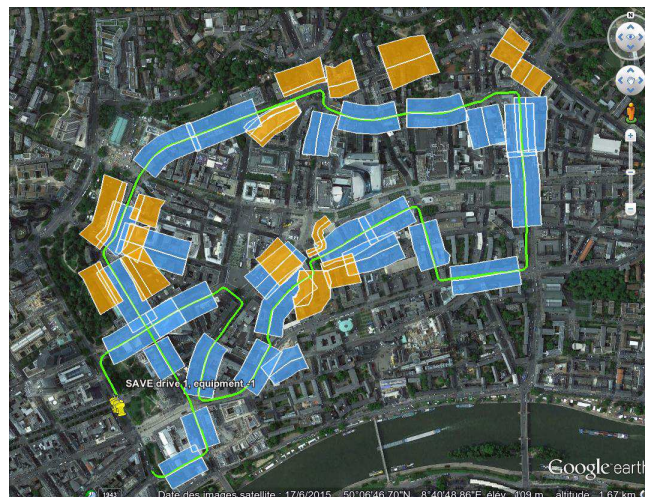 SAVE drive 1, equipment -1
Google earth
1943
Date des images satellite : 17/6/2015 50°06'46.70"N 8°40'48.86"E élév. 109 m altitude 1.67 km